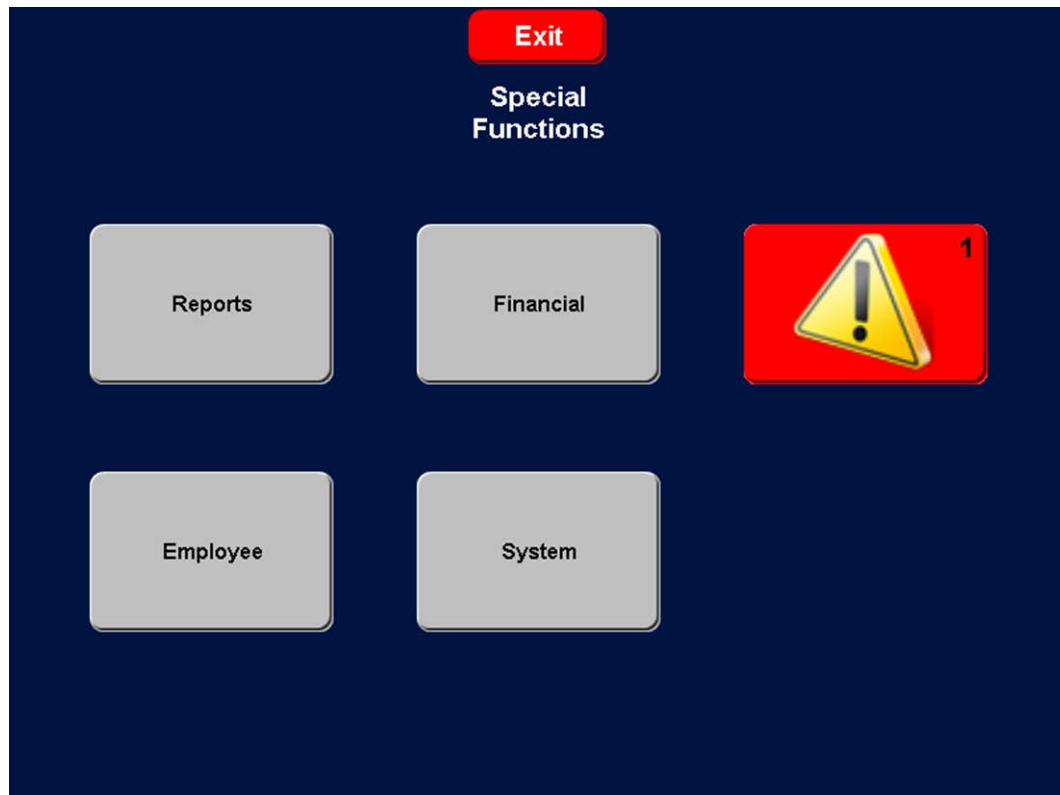 Exit
Special
Functions
Reports
Financial
1
Employee
System